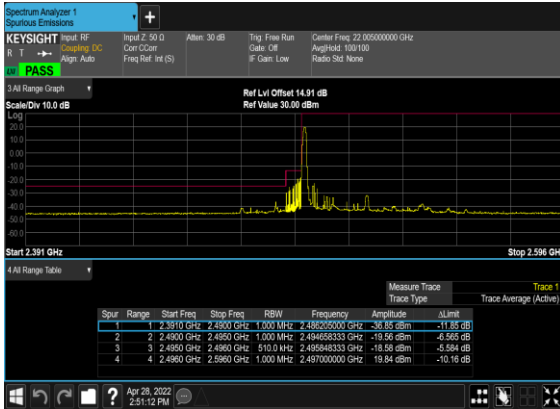 Spectrum Analyzer 1
Spurious Emissions
KEYSIGHT
R T
LXI PASS
Input: RF
Coupling: DC
Align: Auto
Input Z: 50 Ω
Corr CCorr
Freq Ref: Int (S)
Atten: 30 dB
Trig: Free Run
Gate: Off
IF Gain: Low
Center Freq: 22.005000000 GHz
Avg|Hold: 100/100
Radio Std: None
3 All Range Graph
Scale/Div 10.0 dB
Ref Lvl Offset 14.91 dB
Ref Value 30.00 dBm
Log
20.0
10.0
0.00
-10.0
-20.0
-30.0
-40.0
-50.0
-60.0
Start 2.391 GHz
Stop 2.596 GH
4 All Range Table
Measure Trace Trace 1
Trace Type Trace Average (Active)
Spur Range Start Freq Stop Freq RBW Frequency Amplitude ΔLimit
1 1 2.3910 GHz 2.4900 GHz 1.000 MHz 2.486205000 GHz -36.85 dBm -11.85 dB
2 2 2.4900 GHz 2.4950 GHz 1.000 MHz 2.494658333 GHz -19.56 dBm -6.565 dB
3 3 2.4950 GHz 2.4960 GHz 510.0 kHz 2.495848333 GHz -18.58 dBm -5.584 dB
4 4 2.4960 GHz 2.5960 GHz 1.000 MHz 2.497000000 GHz 19.84 dBm -10.16 dB
Apr 28, 2022
2:51:12 PM